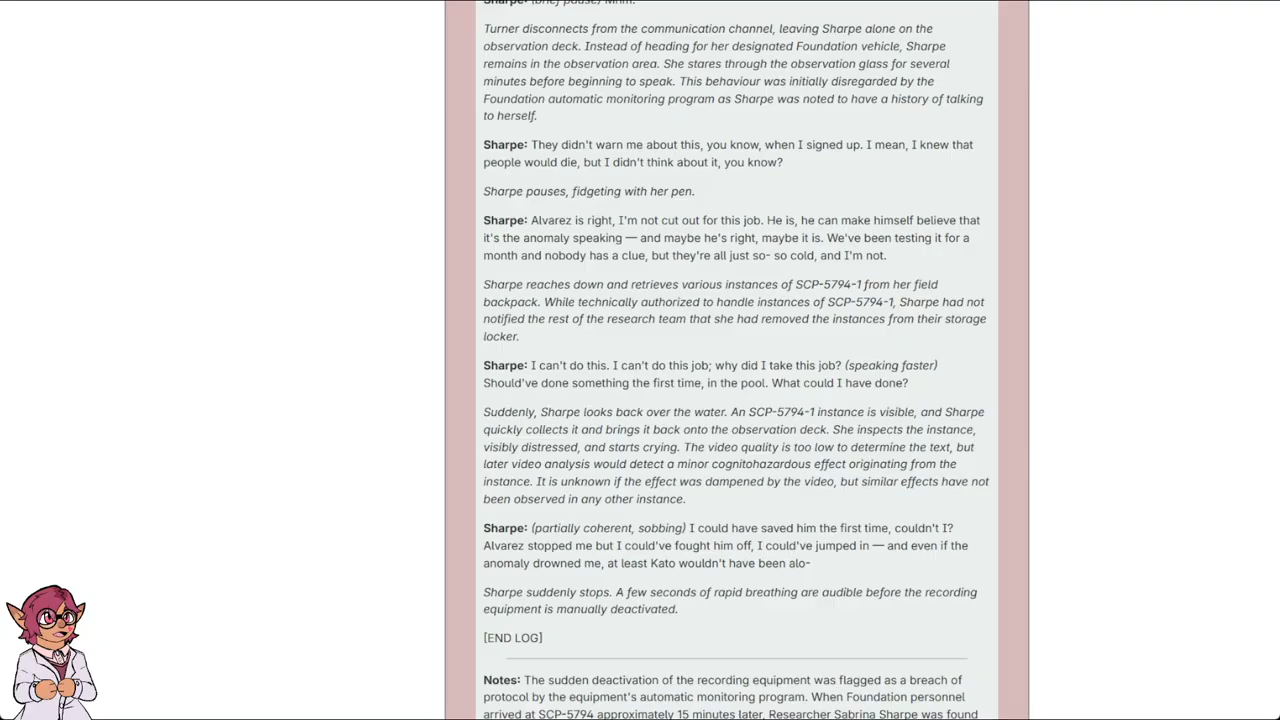 Sharpe: (brief pause) Mhm.
Turner disconnects from the communication channel, leaving Sharpe alone on the
observation deck. Instead of heading for her designated Foundation vehicle, Sharpe
remains in the observation area. She stares through the observation glass for several
minutes before beginning to speak. This behaviour was initially disregarded by the
Foundation automatic monitoring program as Sharpe was noted to have a history of talking
to herself.
Sharpe: They didn't warn me about this, you know, when I signed up. I mean, I knew that
people would die, but I didn't think about it, you know?
Sharpe pauses, fidgeting with her pen.
Sharpe: Alvarez is right, I'm not cut out for this job. He is, he can make himself believe that
it's the anomaly speaking — and maybe he's right, maybe it is. We've been testing it for a
month and nobody has a clue, but they're all just so- so cold, and I'm not.
Sharpe reaches down and retrieves various instances of SCP-5794-1 from her field
backpack. While technically authorized to handle instances of SCP-5794-1, Sharpe had not
notified the rest of the research team that she had removed the instances from their storage
locker.
Sharpe: I can't do this. I can't do this job; why did I take this job? (speaking faster)
Should've done something the first time, in the pool. What could I have done?
Suddenly, Sharpe looks back over the water. An SCP-5794-1 instance is visible, and Sharpe
quickly collects it and brings it back onto the observation deck. She inspects the instance,
visibly distressed, and starts crying. The video quality is too low to determine the text, but
later video analysis would detect a minor cognitohazardous effect originating from the
instance. It is unknown if the effect was dampened by the video, but similar effects have not
been observed in any other instance.
Sharpe: (partially coherent, sobbing) I could have saved him the first time, couldn't I?
Alvarez stopped me but I could've fought him off, I could've jumped in — and even if the
anomaly drowned me, at least Kato wouldn't have been alo-
Sharpe suddenly stops. A few seconds of rapid breathing are audible before the recording
equipment is manually deactivated.
[END LOG]
Notes: The sudden deactivation of the recording equipment was flagged as a breach of
protocol by the equipment's automatic monitoring program. When Foundation personnel
arrived at SCP-5794 approximately 15 minutes later, Researcher Sabrina Sharpe was found